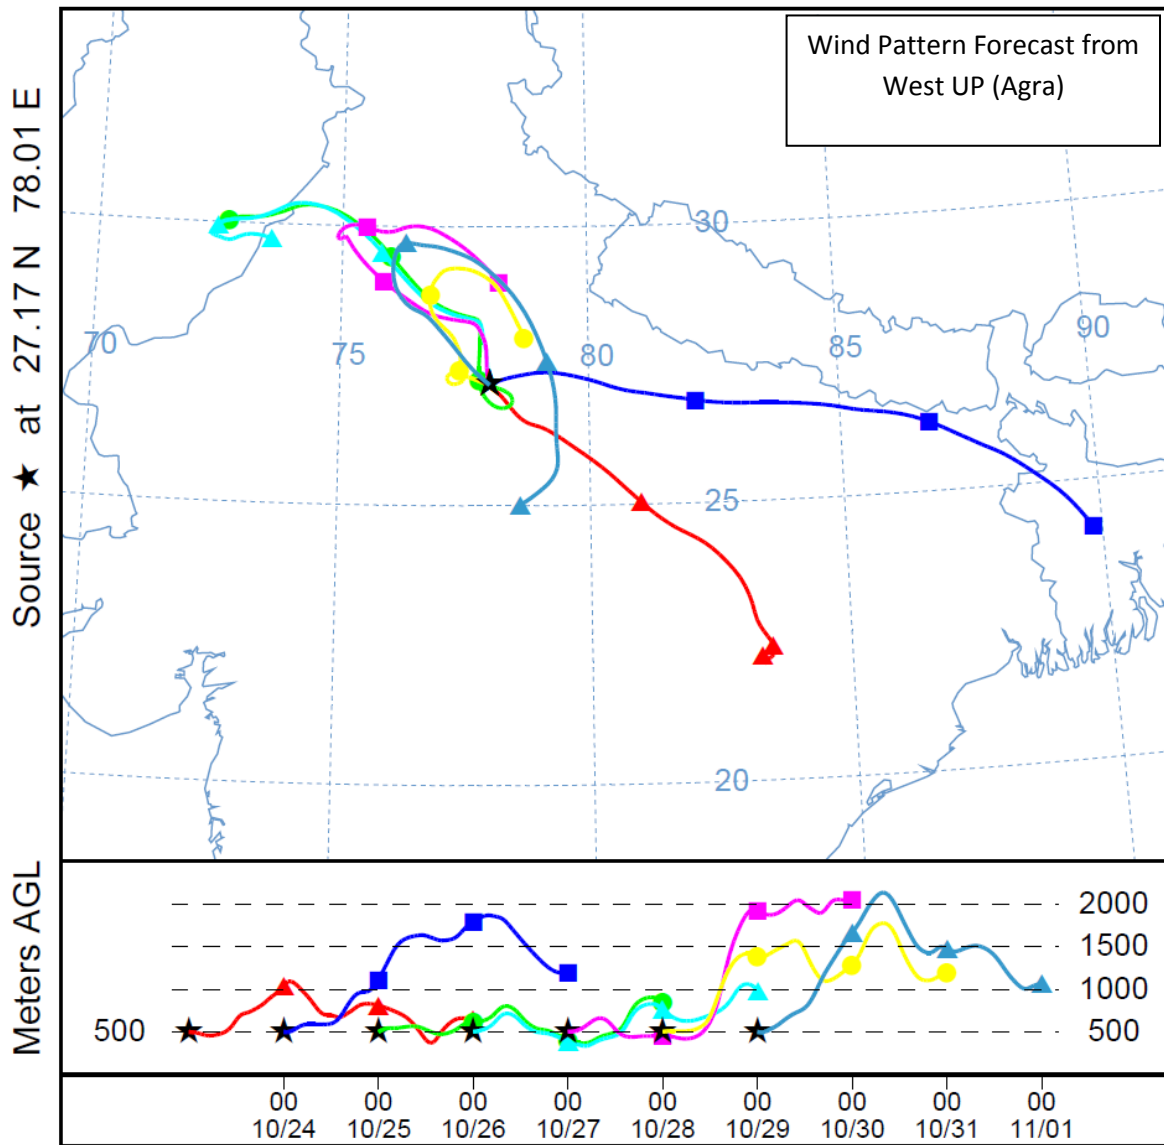 Wind Pattern Forecast from
West UP (Agra)
Source ★ at 27.17 N 78.01 E
30
70
75
80
85
90
25
20
Meters AGL
500
2000
1500
1000
500
00 00 00 00 00 00 00 00 00
10/24 10/25 10/26 10/27 10/28 10/29 10/30 10/31 11/01